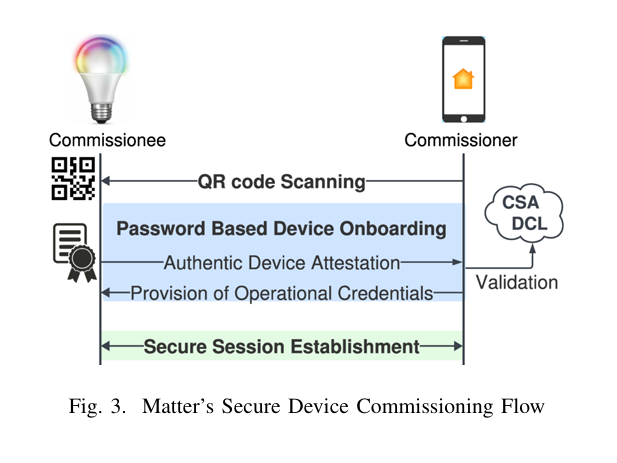 Commissionee
Commissioner
QR code Scanning
CSA
DCL
Password Based Device Onboarding
Authentic Device Attestation
Validation
Provision of Operational Credentials
Secure Session Establishment
Fig. 3. Matter's Secure Device Commissioning Flow